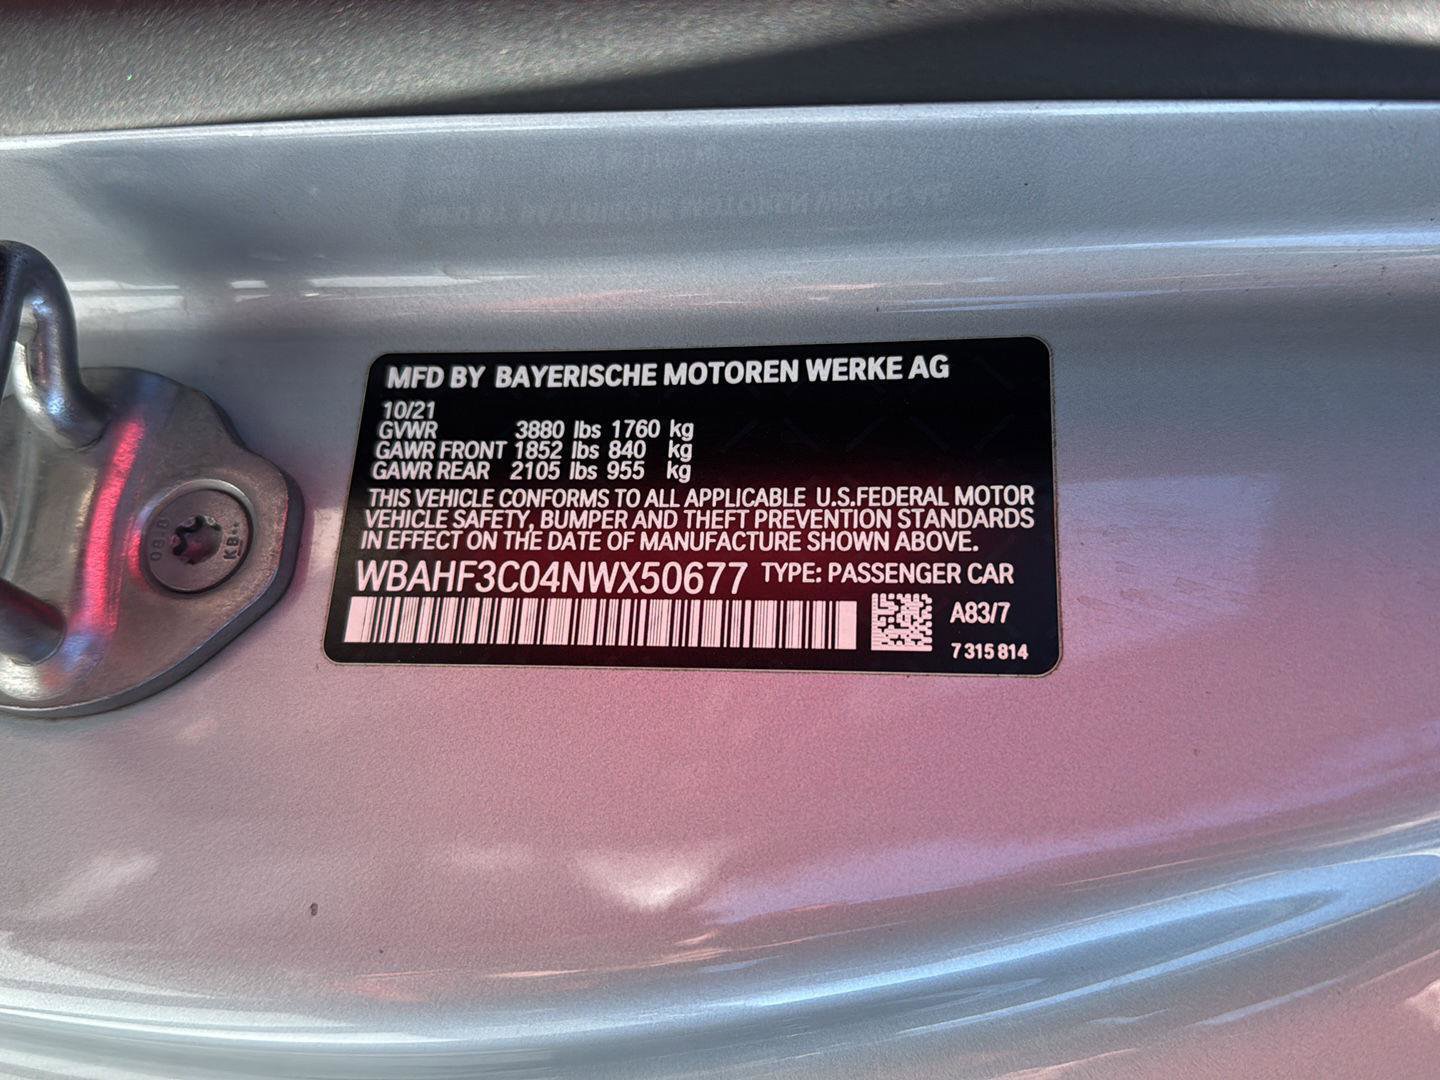 MFD BY BAYERISCHE MOTOREN WERKE AG
10/21
GVWR 3880 lbs 1760 kg
GAWR FRONT 1852 lbs 840 kg
GAWR REAR 2105 lbs 955 kg
THIS VEHICLE CONFORMS TO ALL APPLICABLE U.S.FEDERAL MOTOR
VEHICLE SAFETY, BUMPER AND THEFT PREVENTION STANDARDS
IN EFFECT ON THE DATE OF MANUFACTURE SHOWN ABOVE.
WBAHF3C04NWX50677 TYPE: PASSENGER CAR
A83/7
7 315 814